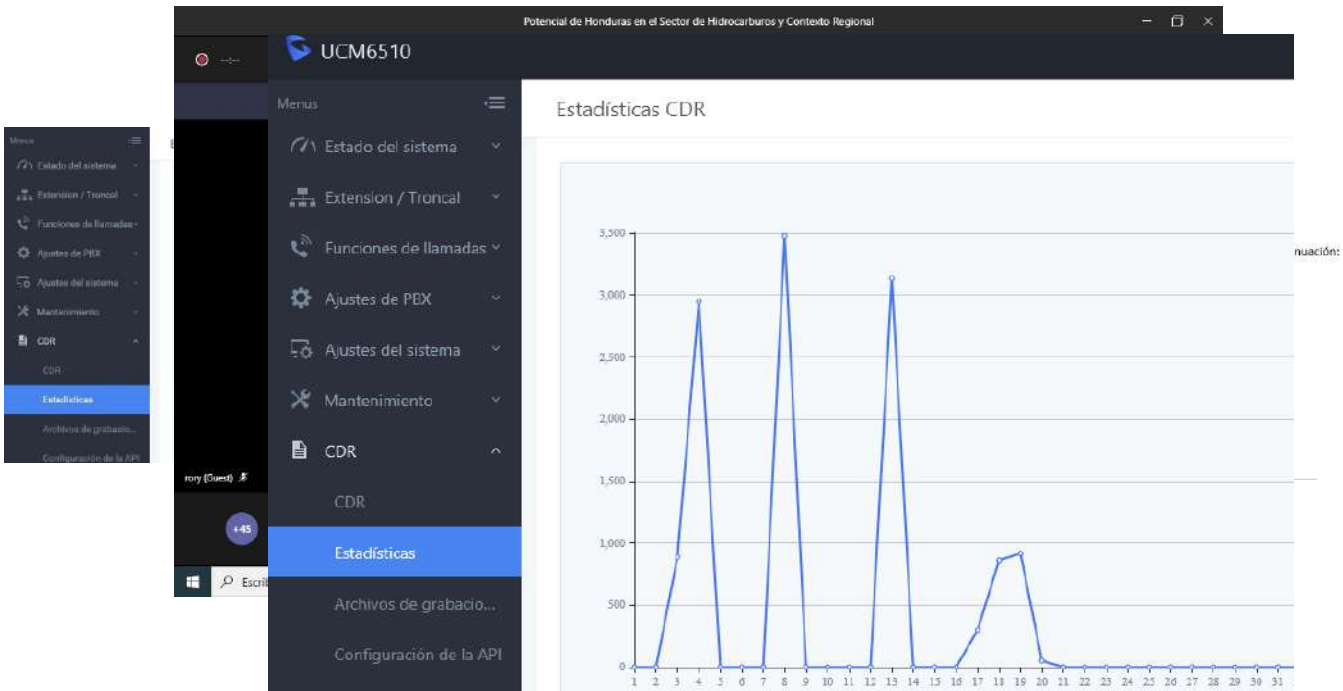 Potencial de Honduras en el Sector de Hidrocarburos y Contexto Regional
--:--
UCM6510
Menus
Estadísticas CDR
Estado del sistema
Extension / Troncal
Funciones de llamadas
Ajustes de PBX
Ajustes del sistema
Mantenimiento
CDR
CDR
Estadísticas
Archivos de grabacio...
Configuración de la API
Menus
Estado del sistema
Extension / Troncal
Funciones de llamadas
Ajustes de PBX
Ajustes del sistema
Mantenimiento
CDR
CDR
Estadísticas
Archivos de grabacio...
Configuración de la API
rory (Guest)
+45
Escrib
3,500
3,000
2,500
2,000
1,500
1,000
500
0
1 2 3 4 5 6 7 8 9 10 11 12 13 14 15 16 17 18 19 20 21 22 23 24 25 26 27 28 29 30 31
nuación: